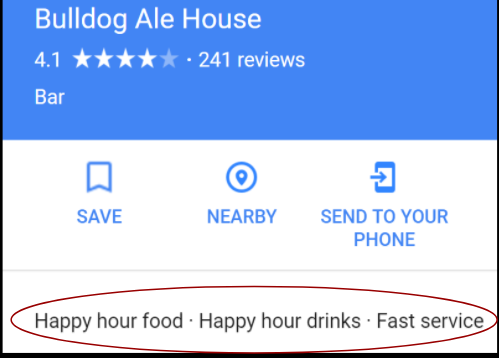 Bulldog Ale House
4.1 ★★★★★ · 241 reviews
Bar
SAVE
NEARBY
SEND TO YOUR
PHONE
Happy hour food · Happy hour drinks · Fast service